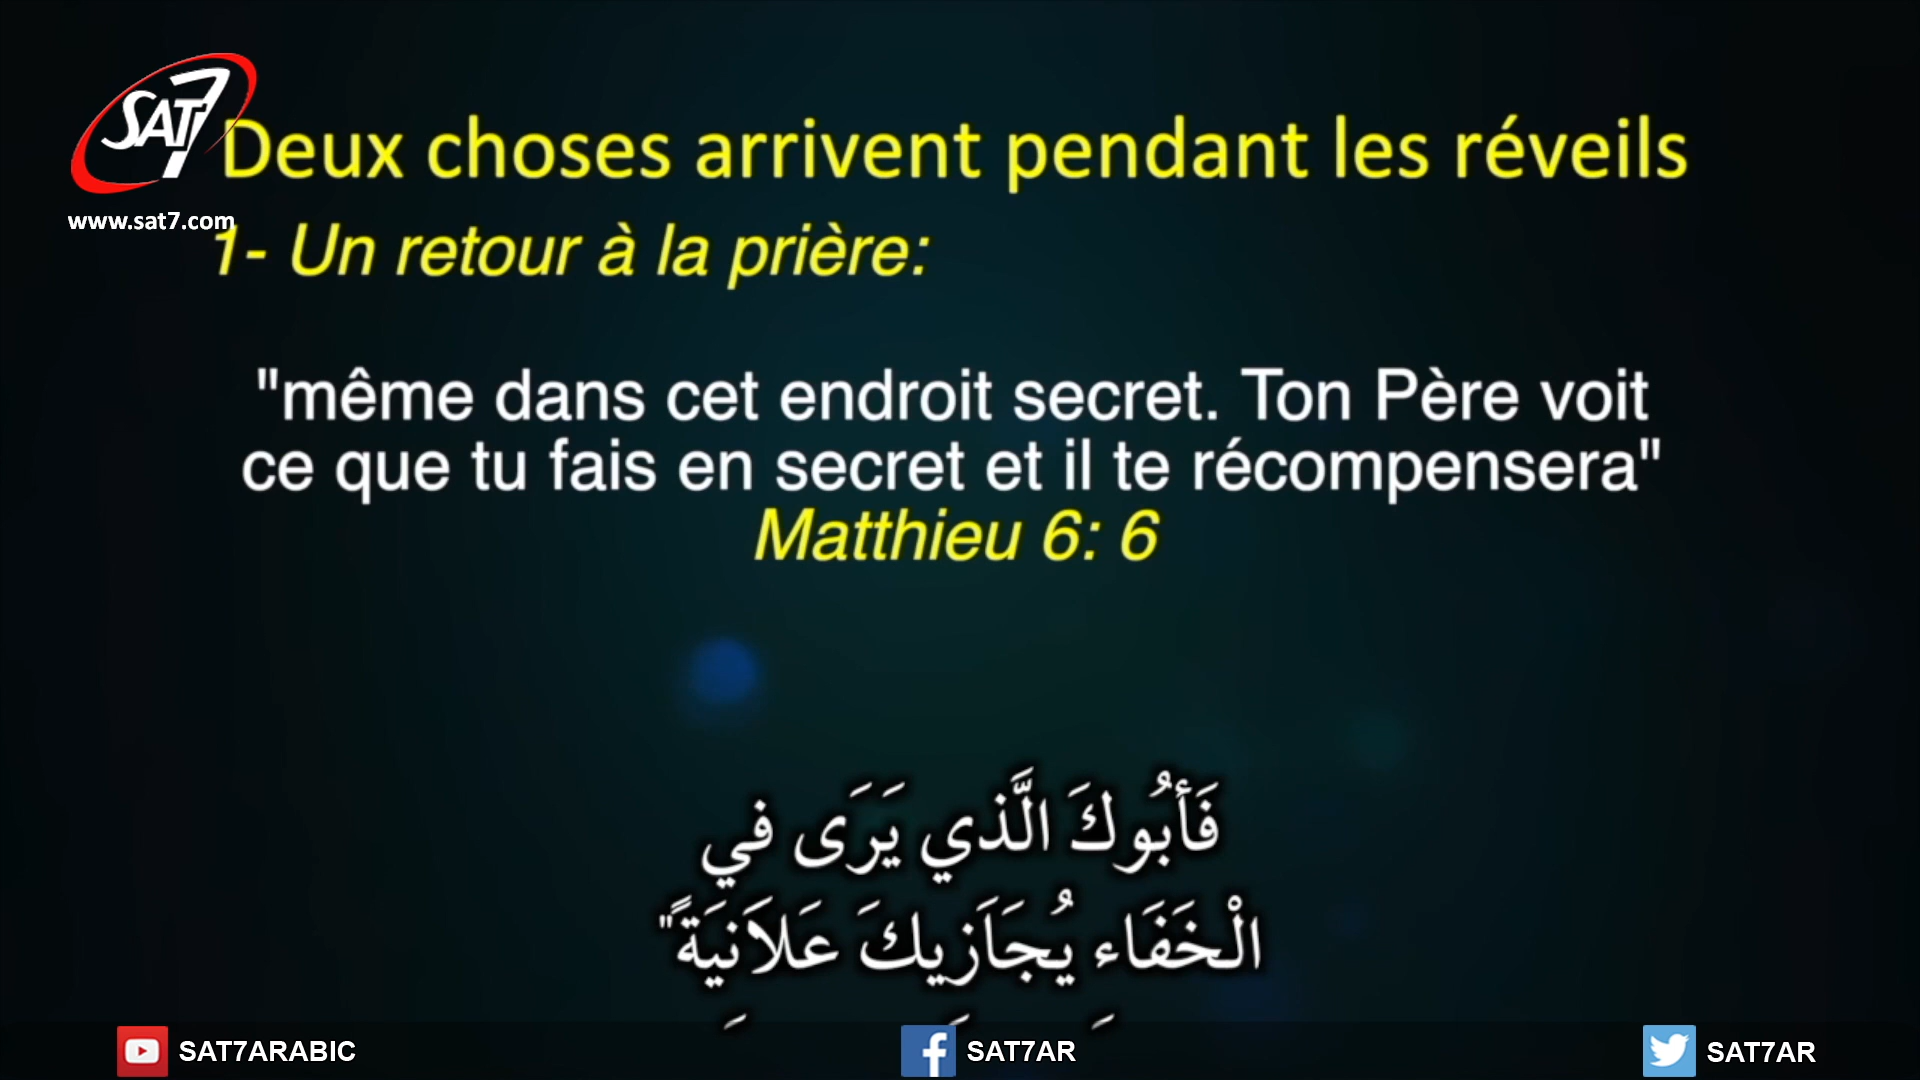 SAT7
www.sat7.com
Deux choses arrivent pendant les réveils
1- Un retour à la prière:
"même dans cet endroit secret. Ton Père voit
ce que tu fais en secret et il te récompensera"
Matthieu 6: 6
فَأَبُوكَ الَّذي يَرَى في
الْخَفَاءِ يُجَازِيكَ عَلاَنِيَةً"
SAT7ARABIC
SAT7AR
SAT7AR